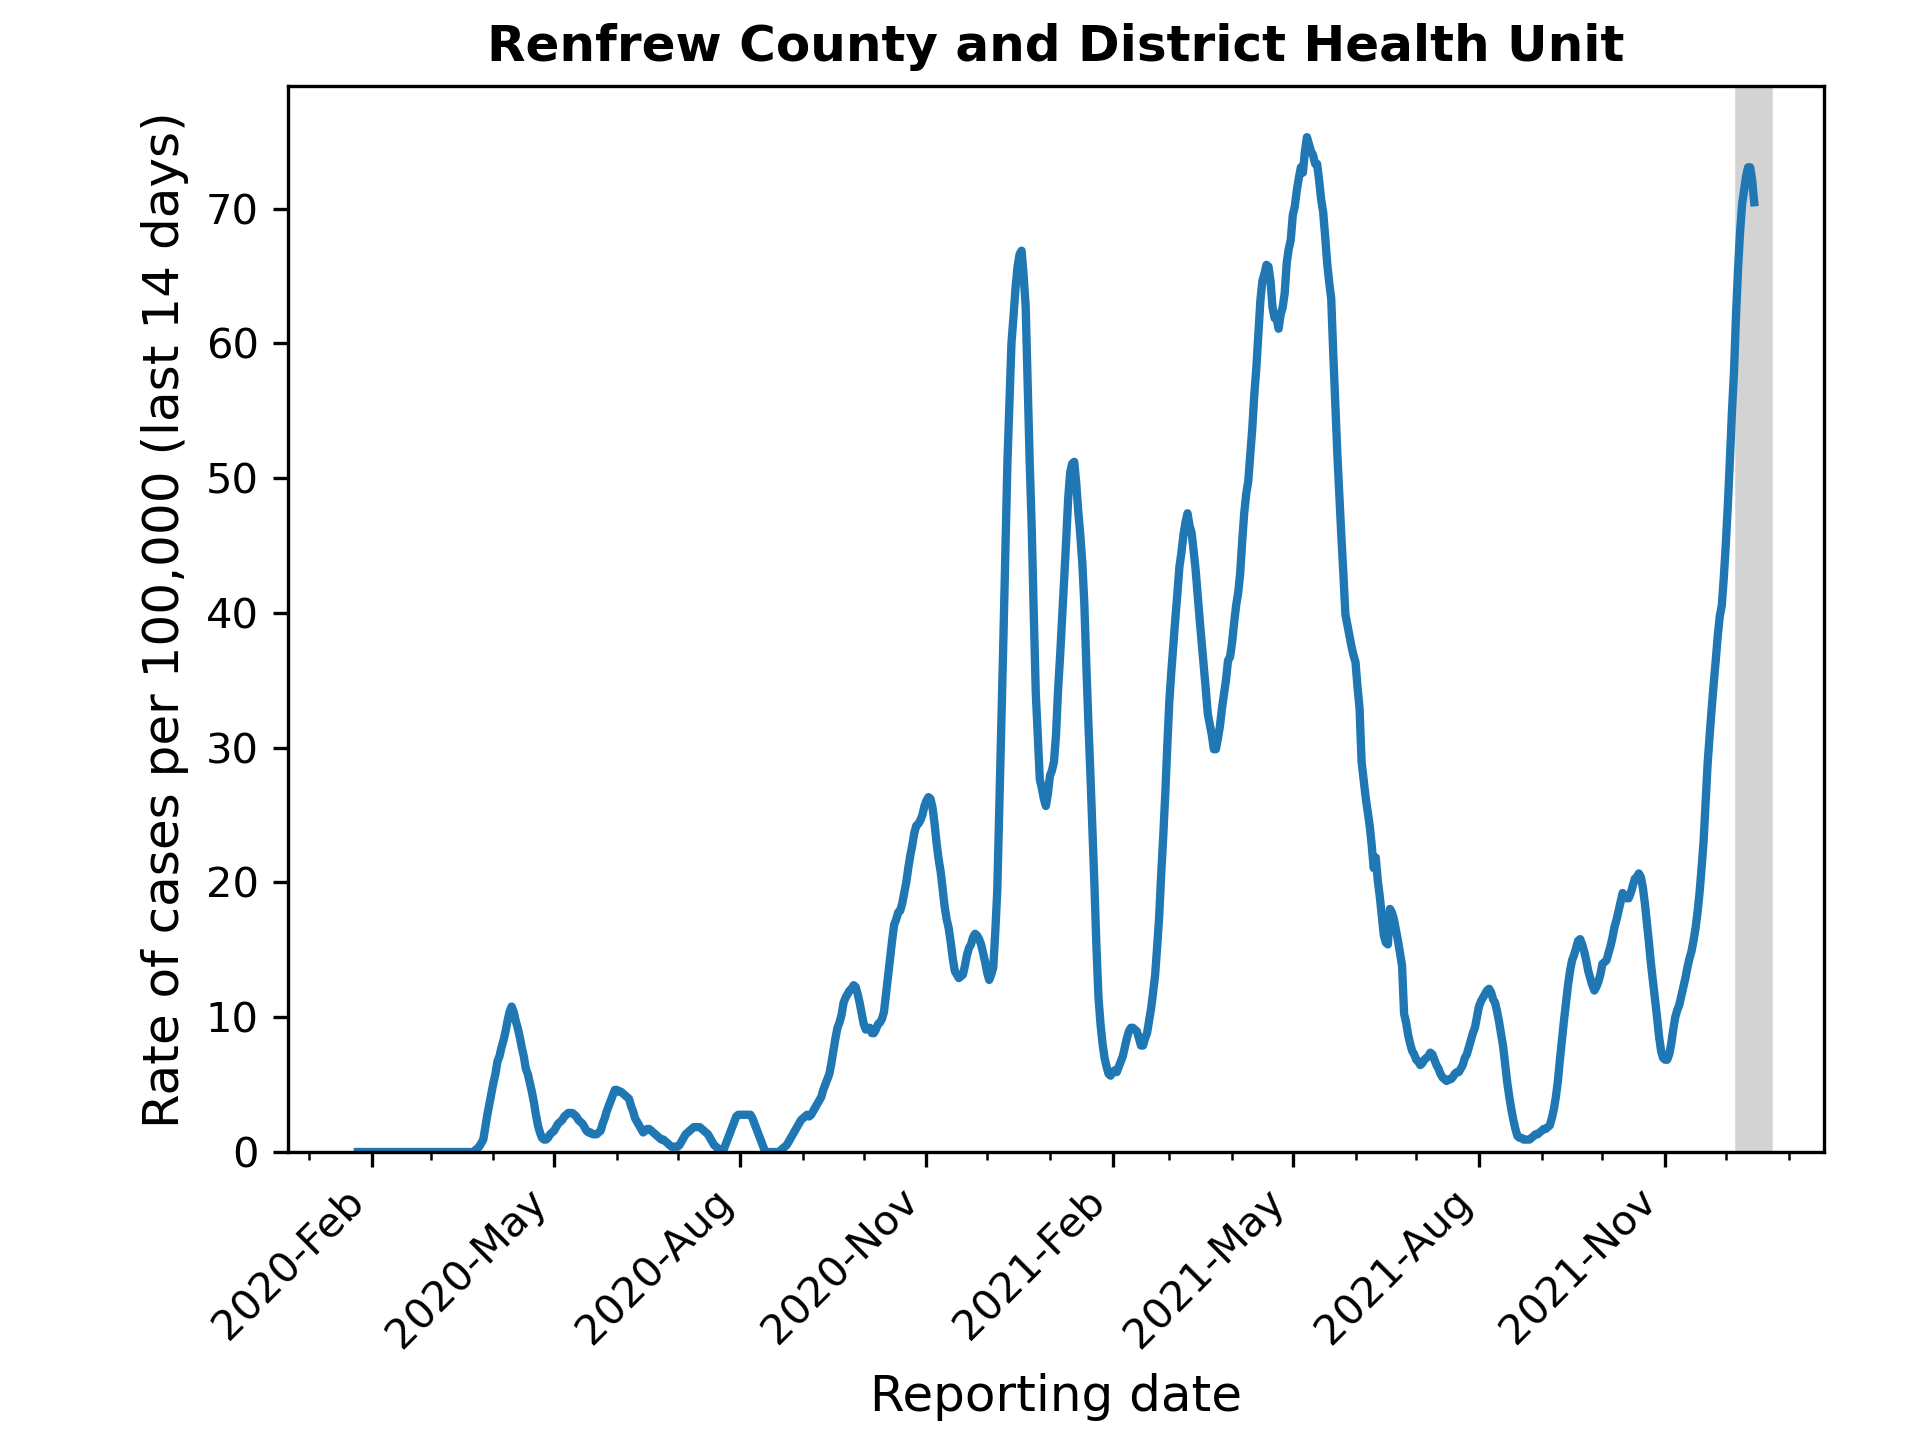 Renfrew County and District Health Unit
Rate of cases per 100,000 (last 14 days)
70
60
50
40
30
20
10
0
2020-Feb
2020-May
2020-Aug
2020-Nov
2021-Feb
2021-May
2021-Aug
2021-Nov
Reporting date